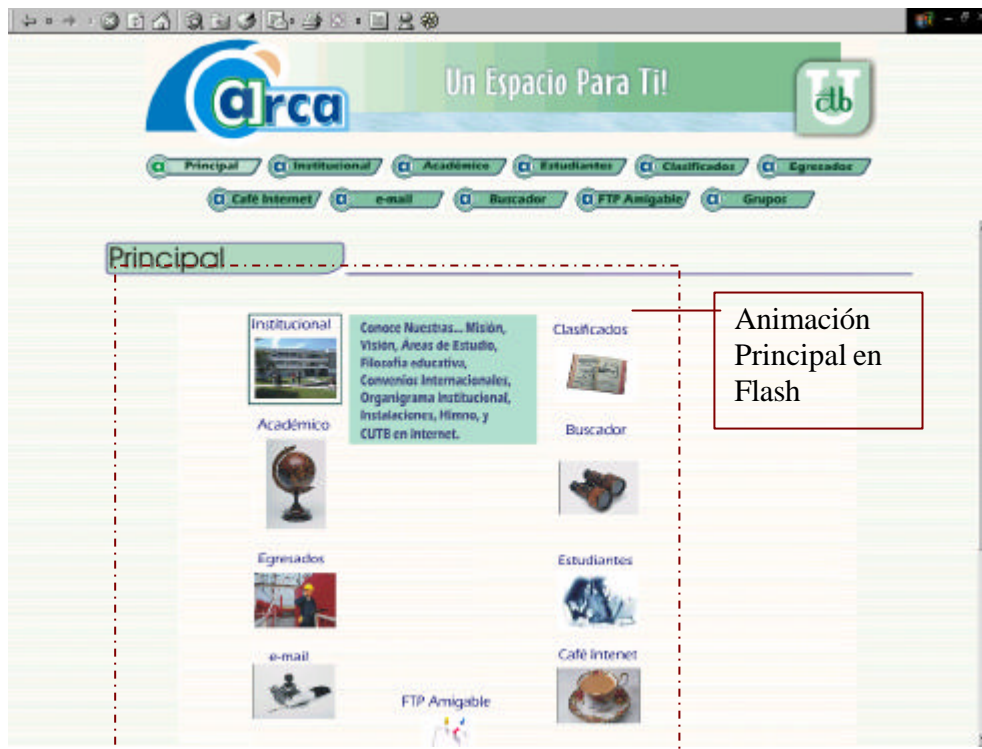 arca
Un Espacio Para Ti!
U
ctb
Principal
Institucional
Académico
Estudiantes
Clasificados
Egresados
Café Internet
e-mail
Buscador
FTP Amigable
Grupos
Principal
Institucional
Conoce Nuestras... Misión,
Visión, Áreas de Estudio,
Filosofia educativa,
Convenios Internacionales,
Organigrama Institucional,
Instalaciones, Himno, y
CUTB en Internet.
Clasificados
Académico
Buscador
Egresados
Estudiantes
e-mail
Café Intenet
FTP Amigable
Animación
Principal en
Flash